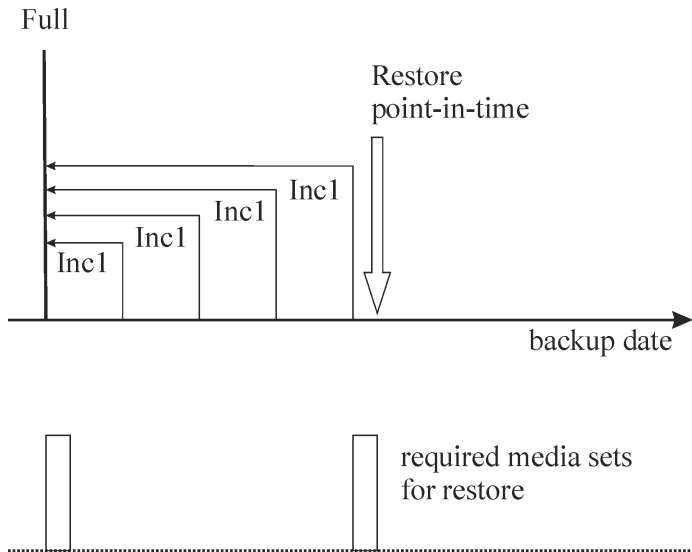 Full
Restore
point-in-time
Inc1
Inc1
Inc1
Inc1
backup date
required media sets
for restore